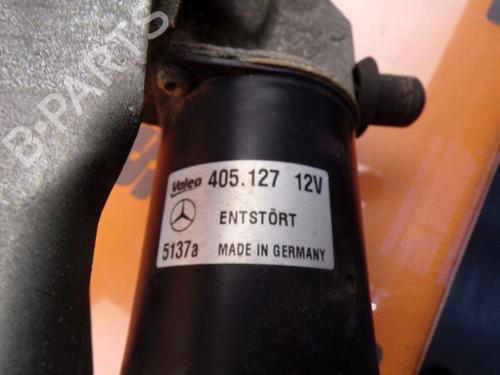 B-PARTS
Valeo 405.127 12V
ENTSTÖRT
5137a MADE IN GERMANY